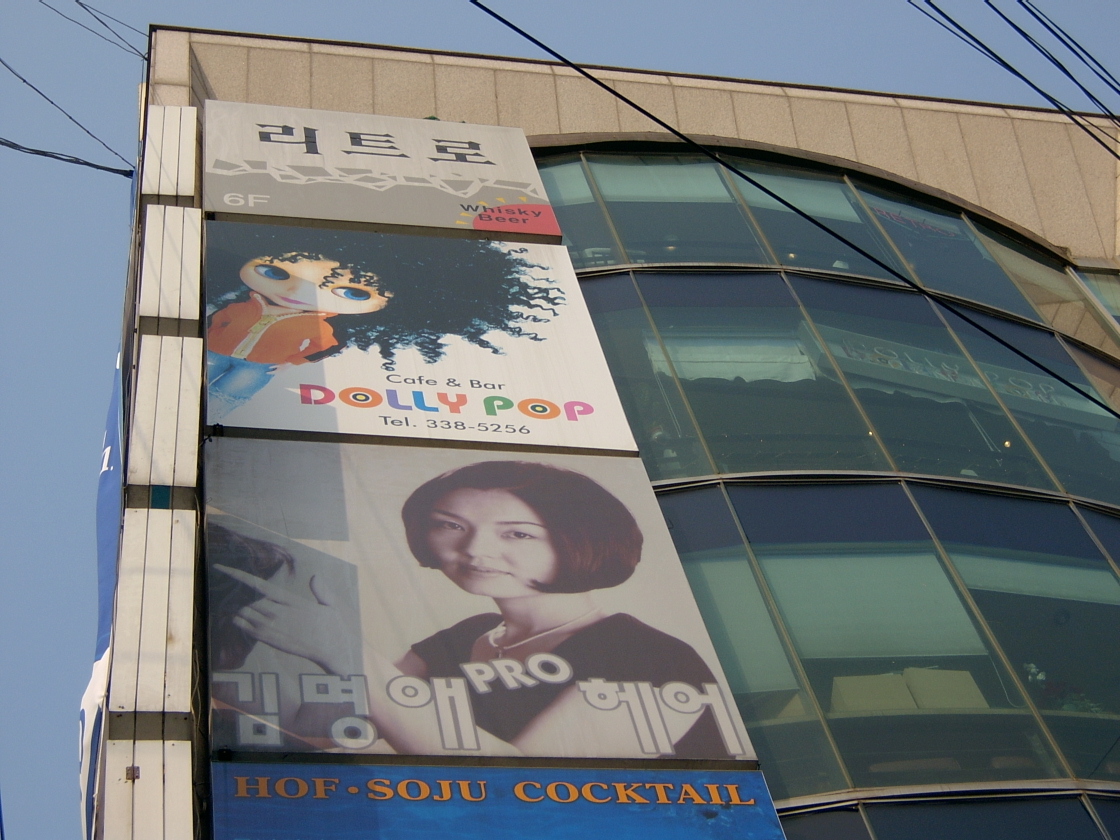 리트로
6F
Whisky
Beer
Cafe & Bar
DOLLY POP
Tel. 338-5256
김명애 PRO 헤어
HOF·SOJU COCKTAIL